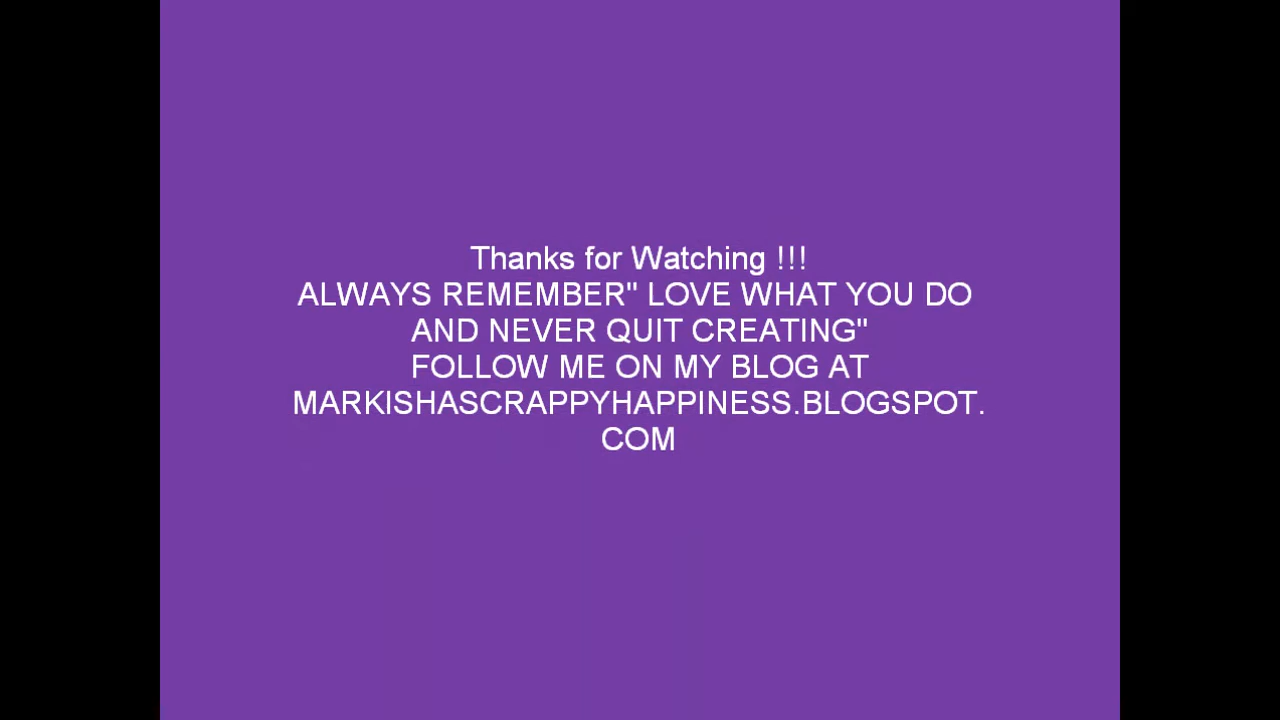 Thanks for Watching !!!
ALWAYS REMEMBER" LOVE WHAT YOU DO
AND NEVER QUIT CREATING"
FOLLOW ME ON MY BLOG AT
MARKISHASCRAPPYHAPPINESS.BLOGSPOT.
COM